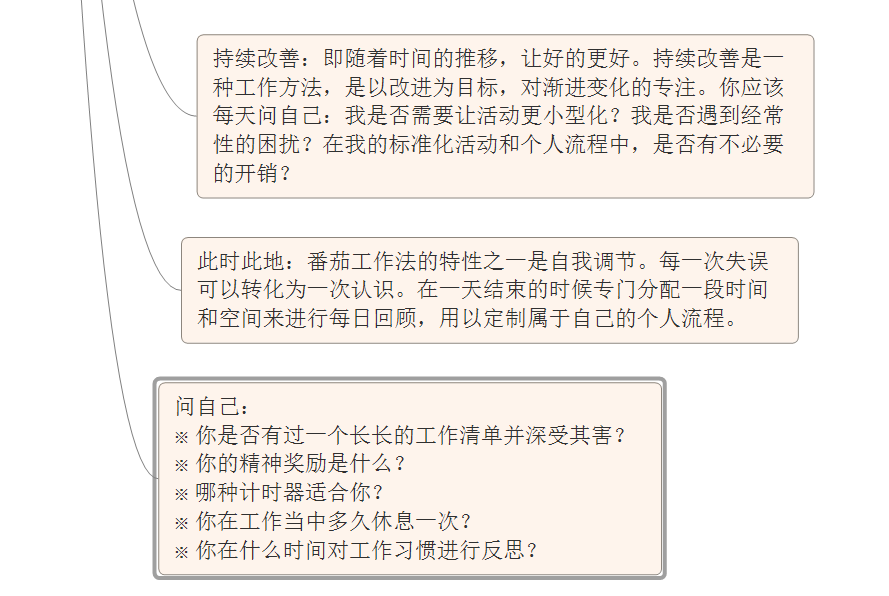 持续改善：即随着时间的推移，让好的更好。持续改善是一
种工作方法，是以改进为目标，对渐进变化的专注。你应该
每天问自己：我是否需要让活动更小型化？我是否遇到经常
性的困扰？在我的标准化活动和个人流程中，是否有不必要
的开销？
此时此地：番茄工作法的特性之一是自我调节。每一次失误
可以转化为一次认识。在一天结束的时候专门分配一段时间
和空间来进行每日回顾，用以定制属于自己的个人流程。
问自己：
※ 你是否有过一个长长的工作清单并深受其害？
※ 你的精神奖励是什么？
※ 哪种计时器适合你？
※ 你在工作当中多久休息一次？
※ 你在什么时间对工作习惯进行反思？